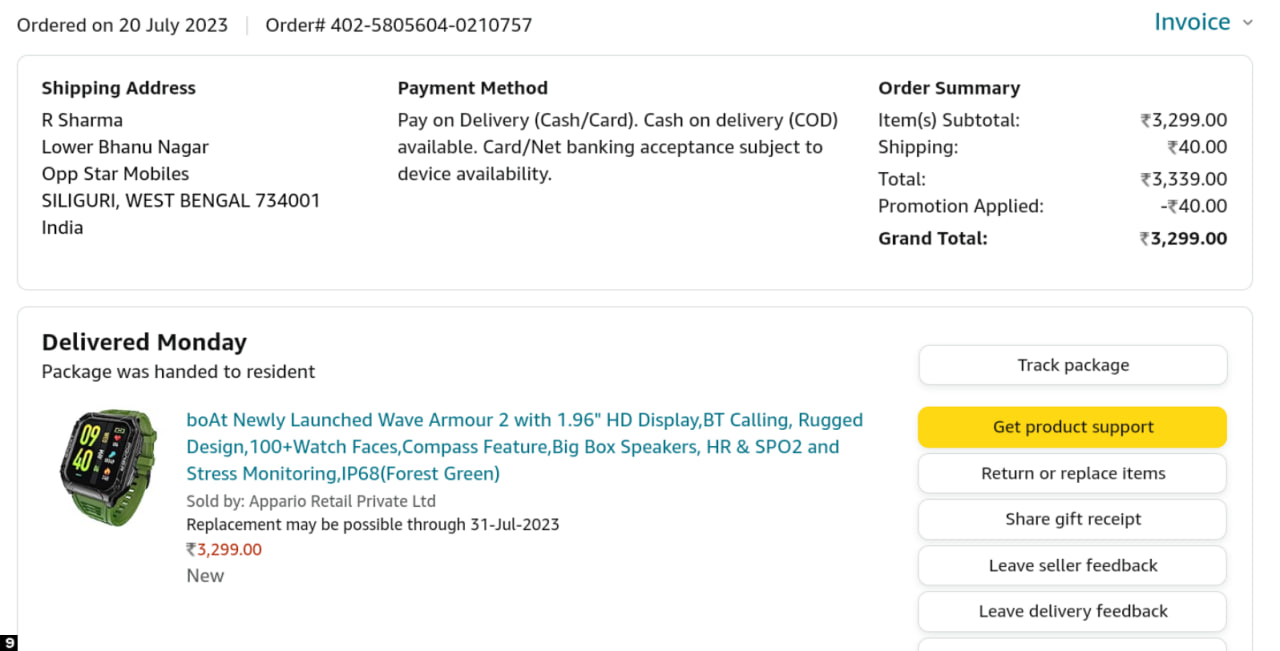 Ordered on 20 July 2023 | Order# 402-5805604-0210757
Invoice
Shipping Address
R Sharma
Lower Bhanu Nagar
Opp Star Mobiles
SILIGURI, WEST BENGAL 734001
India
Payment Method
Pay on Delivery (Cash/Card). Cash on delivery (COD)
available. Card/Net banking acceptance subject to
device availability.
Order Summary
Item(s) Subtotal: ₹3,299.00
Shipping: ₹40.00
Total: ₹3,339.00
Promotion Applied: -₹40.00
Grand Total: ₹3,299.00
Delivered Monday
Package was handed to resident
09
40
boAt Newly Launched Wave Armour 2 with 1.96" HD Display,BT Calling, Rugged
Design,100+Watch Faces,Compass Feature,Big Box Speakers, HR & SPO2 and
Stress Monitoring,IP68(Forest Green)
Sold by: Appario Retail Private Ltd
Replacement may be possible through 31-Jul-2023
₹3,299.00
New
Track package
Get product support
Return or replace items
Share gift receipt
Leave seller feedback
Leave delivery feedback
9